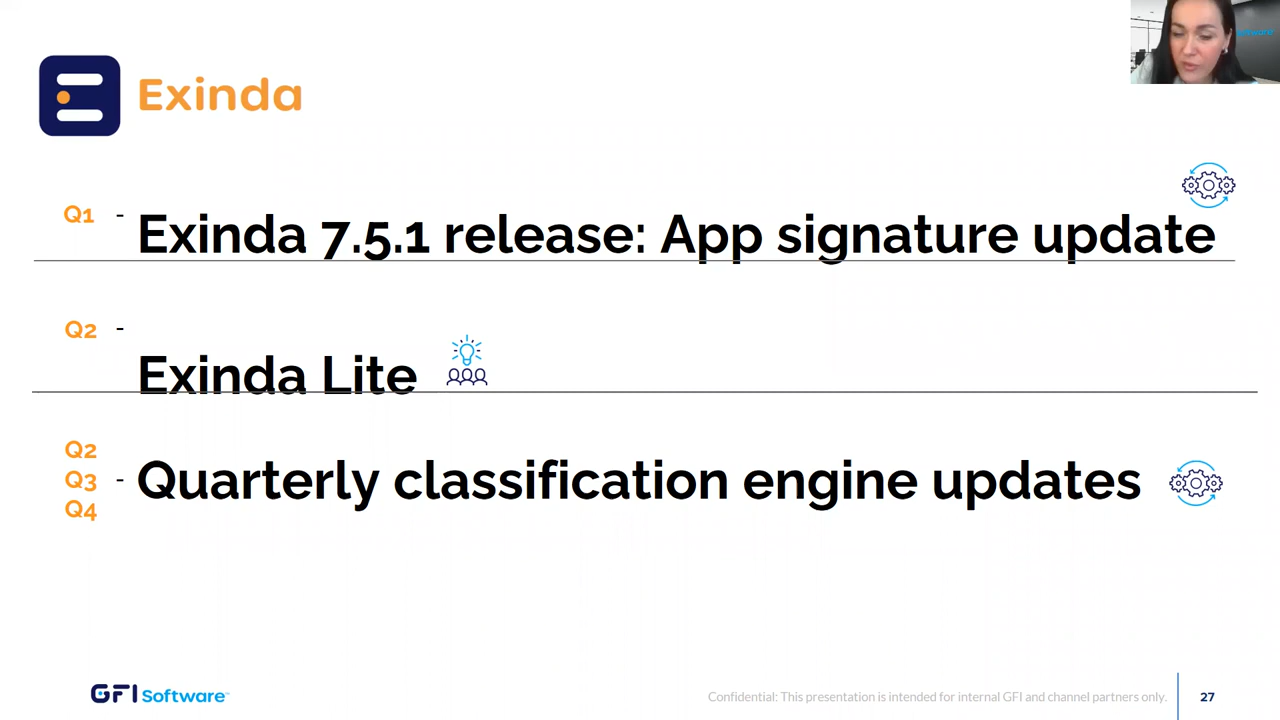 Exinda
Q1 - Exinda 7.5.1 release: App signature update
Q2 -
Exinda Lite
Q2
Q3 - Quarterly classification engine updates
Q4
GFI Software™
Confidential: This presentation is intended for internal GFI and channel partners only.
27